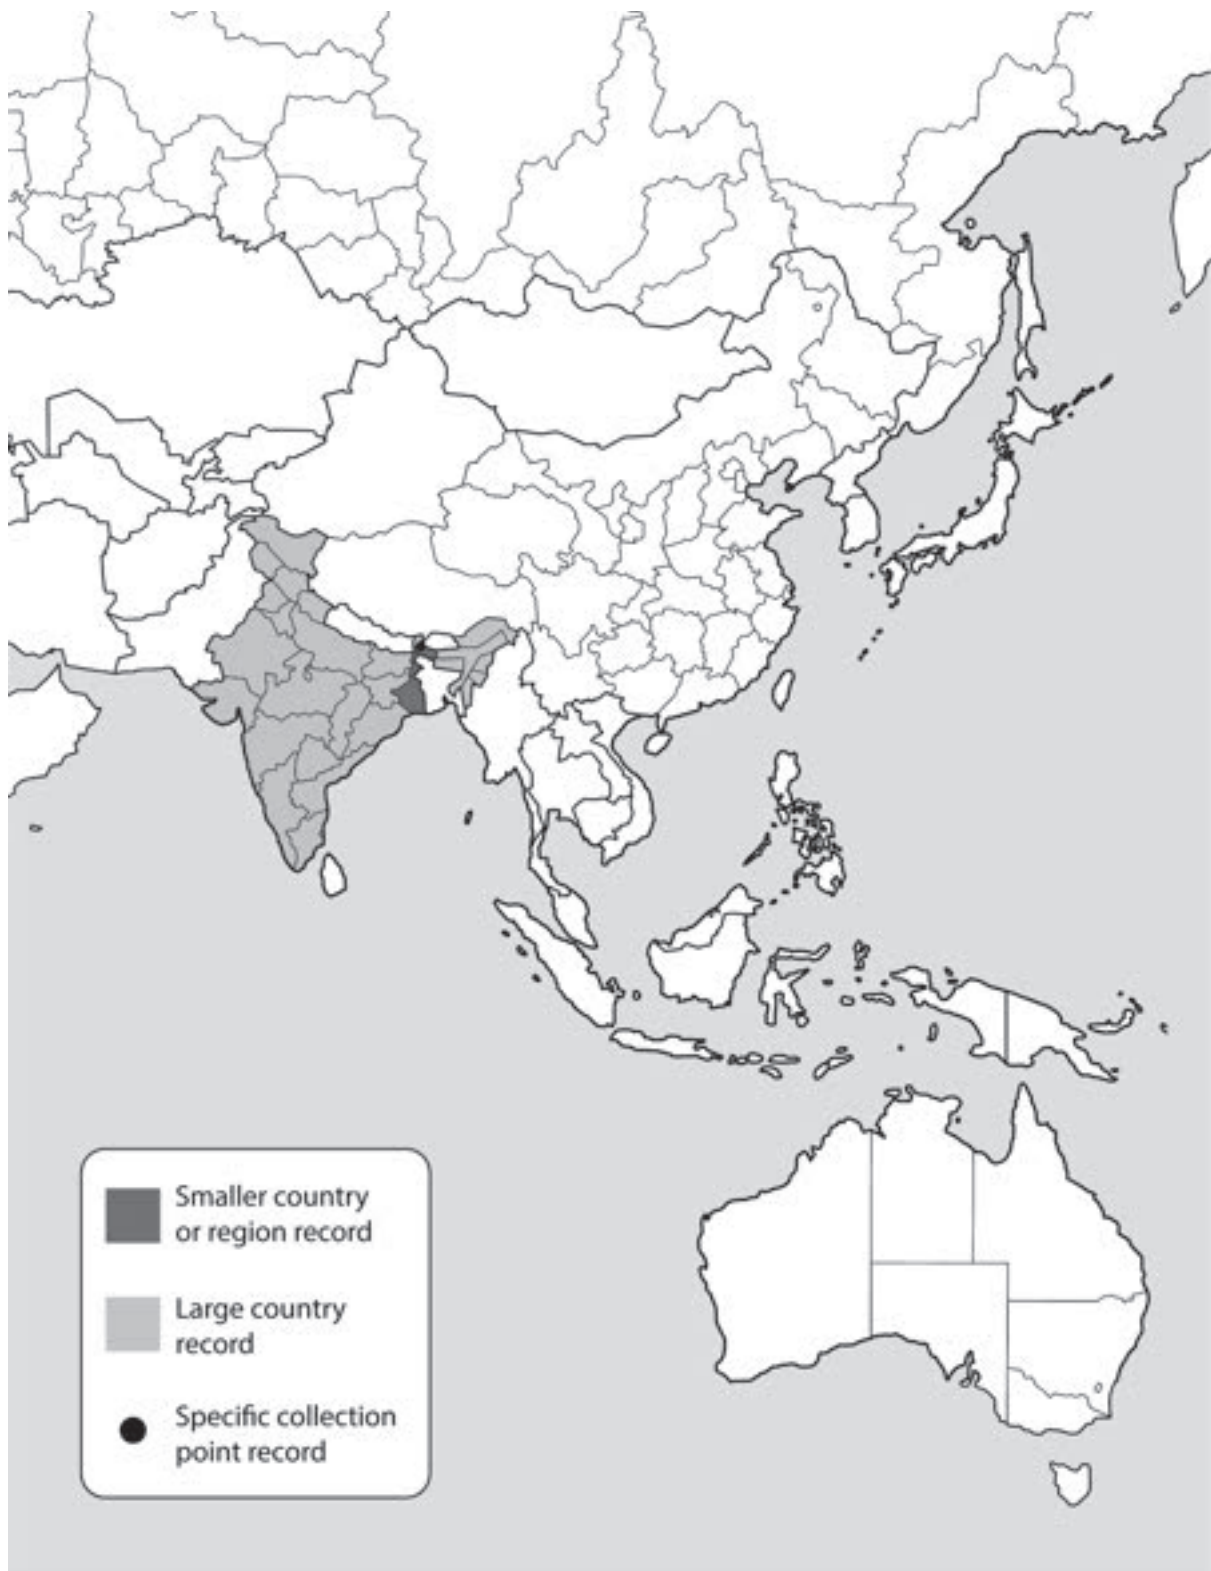 Smaller country
or region record
Large country
record
Specific collection
point record